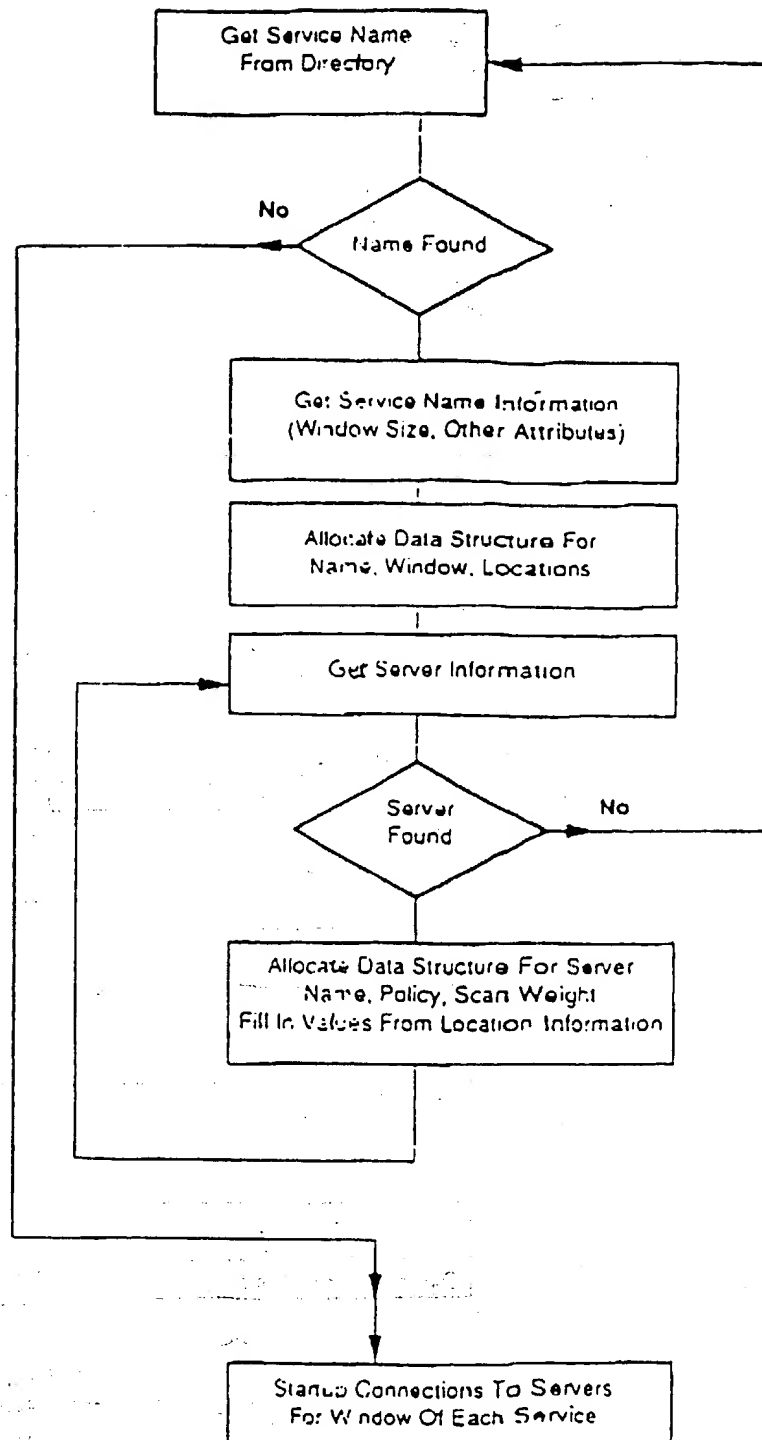 Get Service Name
From Directory
No
Name Found
Get Service Name Information
(Window Size, Other Attributes)
Allocate Data Structure For
Name, Window, Locations
Get Server Information
Server
Found
No
Allocate Data Structure For Server
Name, Policy, Scan Weight
Fill In Values From Location Information
Startup Connections To Servers
For Window Of Each Service